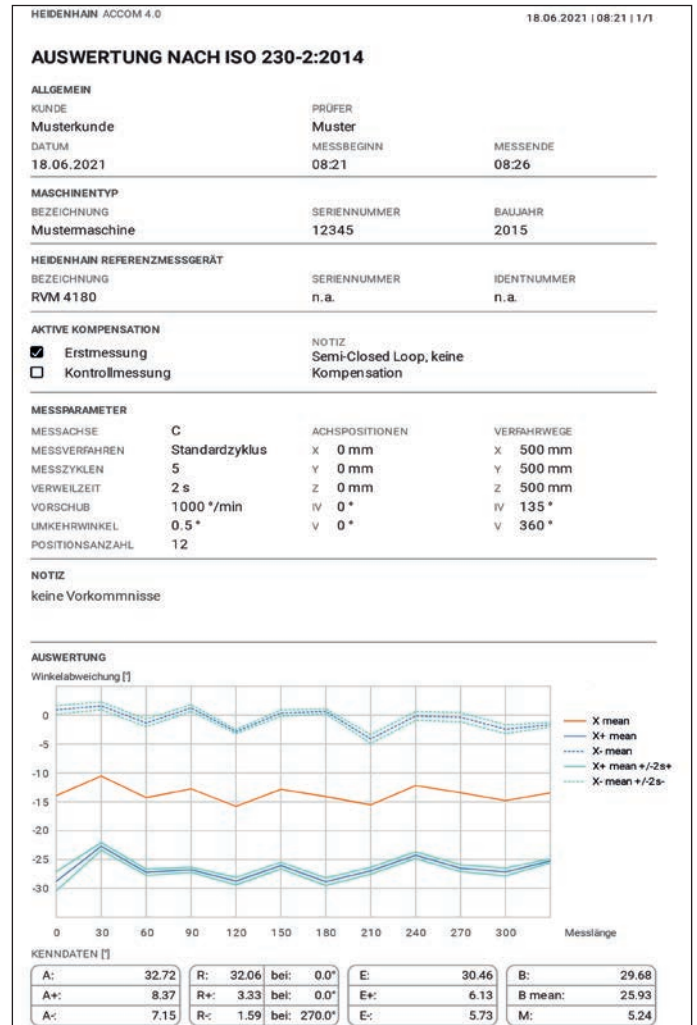 HEIDENHAIN ACCOM 4.0 18.06.2021 | 08:21 | 1/1
AUSWERTUNG NACH ISO 230-2:2014
ALLGEMEIN
KUNDE PRÜFER
Musterkunde Muster
DATUM MESSBEGINN MESSENDE
18.06.2021 08:21 08:26
MASCHINENTYP
BEZEICHNUNG SERIENNUMMER BAUJAHR
Mustermaschine 12345 2015
HEIDENHAIN REFERENZMESSGERÄT
BEZEICHNUNG SERIENNUMMER IDENTNUMMER
RVM 4180 n.a. n.a.
AKTIVE KOMPENSATION
NOTIZ
Erstmessung Semi-Closed Loop, keine
Kontrollmessung Kompensation
MESSPARAMETER
MESSACHSE C ACHSPOSITIONEN VERFAHRWEGE
MESSVERFAHREN Standardzyklus X 0 mm X 500 mm
MESSZYKLEN 5 Y 0 mm Y 500 mm
VERWEILZEIT 2 s Z 0 mm Z 500 mm
VORSCHUB 1000 °/min IV 0 ° IV 135 °
UMKEHRWINKEL 0.5 ° V 0 ° V 360 °
POSITIONSANZAHL 12
NOTIZ
keine Vorkommnisse
AUSWERTUNG
Winkelabweichung ["]
0
-5
-10
-15
-20
-25
-30
X mean
X+ mean
X- mean
X+ mean +/-2s+
X- mean +/-2s-
0 30 60 90 120 150 180 210 240 270 300 Messlänge
KENNDATEN ["]
A: 32.72 R: 32.06 bei: 0.0° E: 30.46 B: 29.68
A+: 8.37 R+: 3.33 bei: 0.0° E+: 6.13 B mean: 25.93
A-: 7.15 R-: 1.59 bei: 270.0° E-: 5.73 M: 5.24